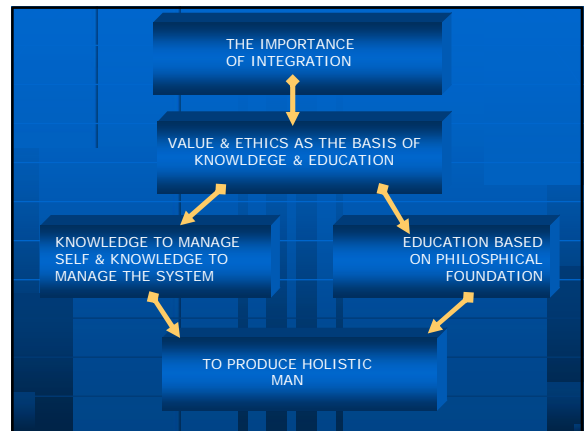 THE IMPORTANCE
OF INTEGRATION
VALUE & ETHICS AS THE BASIS OF
KNOWLDEGE & EDUCATION
KNOWLEDGE TO MANAGE
SELF & KNOWLEDGE TO
MANAGE THE SYSTEM
EDUCATION BASED
ON PHILOSPHICAL
FOUNDATION
TO PRODUCE HOLISTIC
MAN